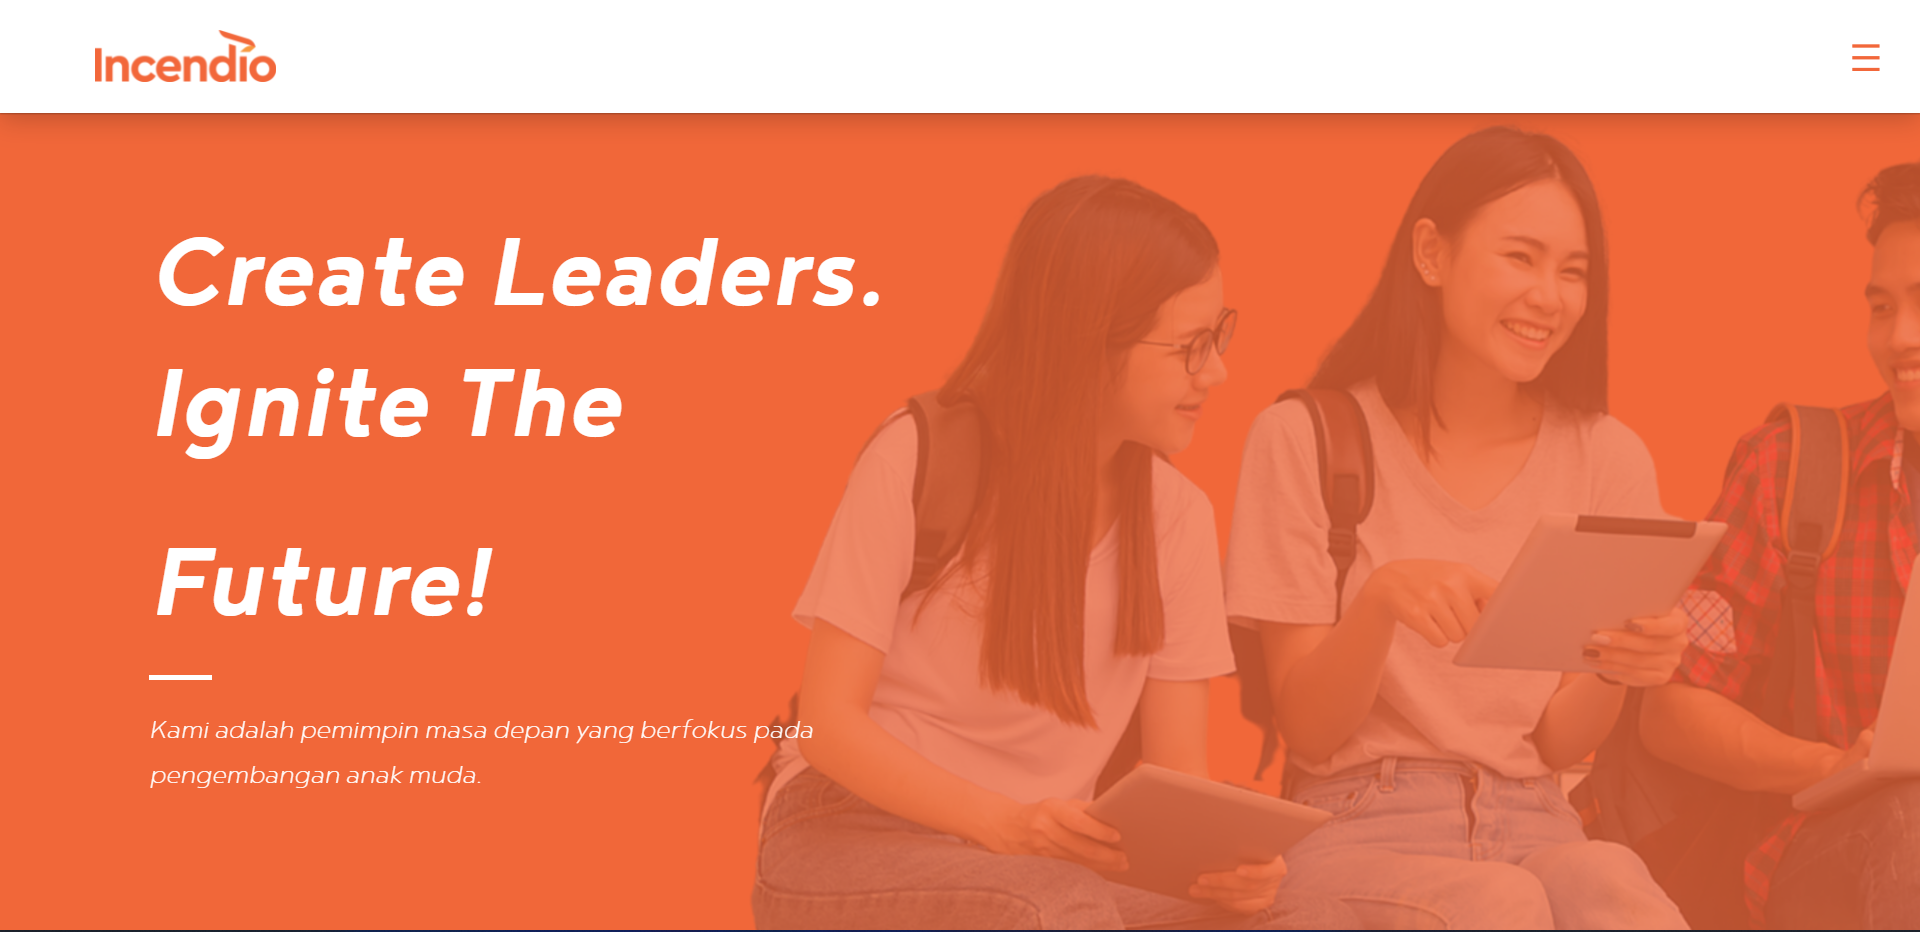 Incendio
Create Leaders.
Ignite The
Future!
Kami adalah pemimpin masa depan yang berfokus pada
pengembangan anak muda.